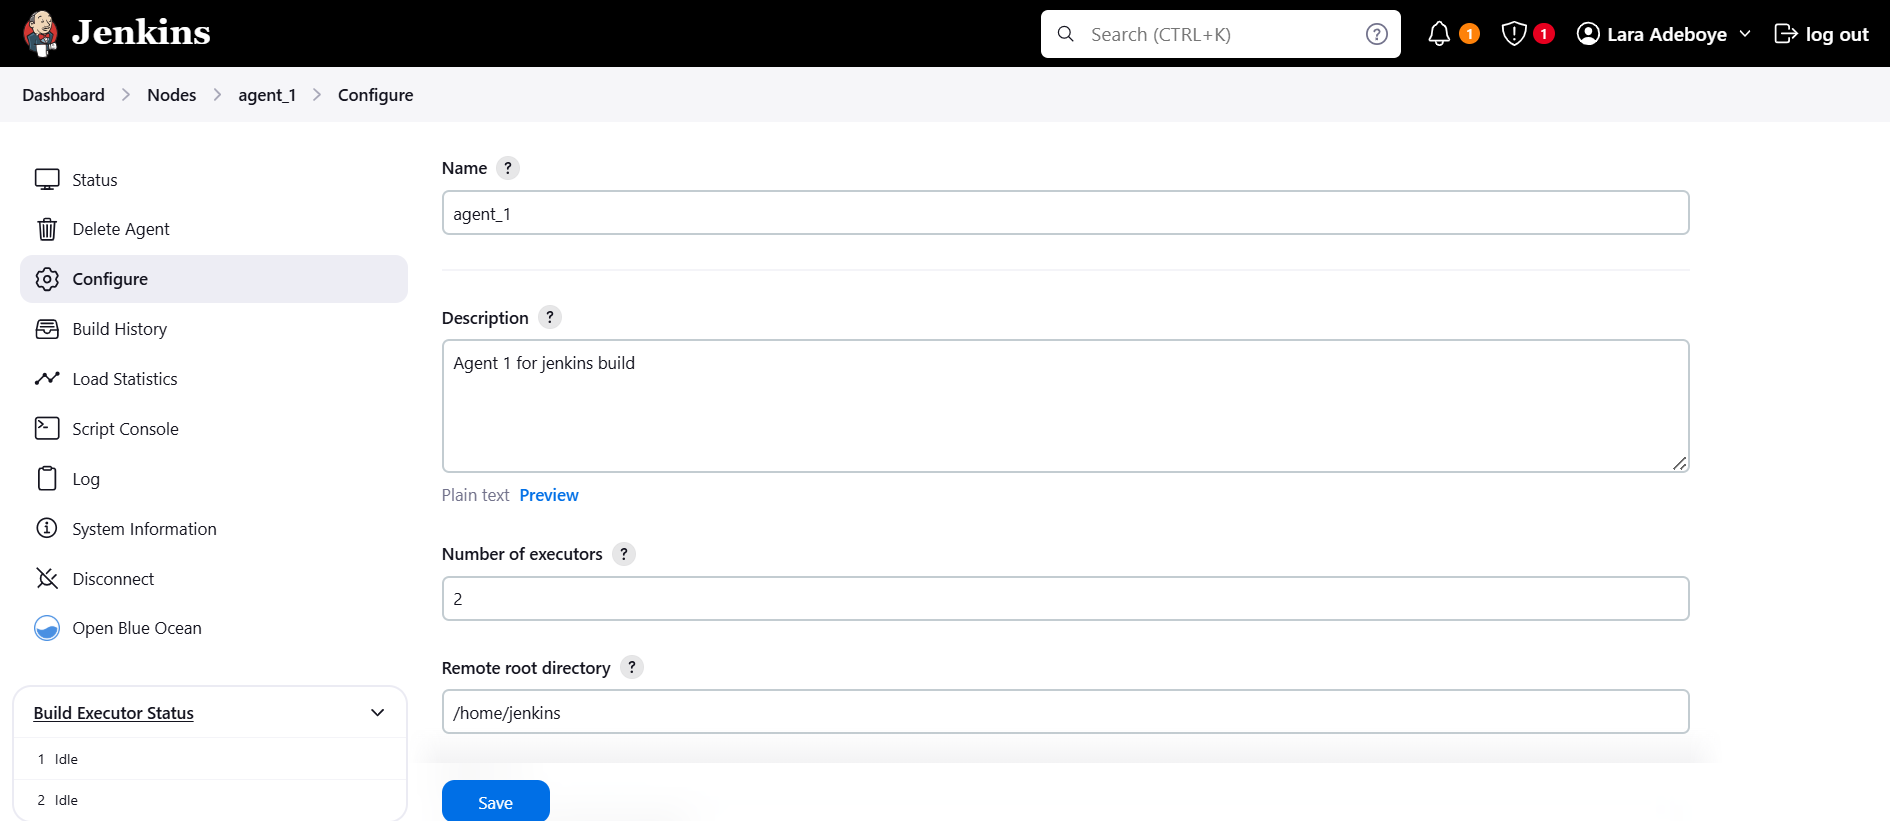 Jenkins
Search (CTRL+K)
?
1
1
Lara Adeboye
log out
Dashboard
Nodes
agent_1
Configure
Status
Delete Agent
Configure
Build History
Load Statistics
Script Console
Log
System Information
Disconnect
Open Blue Ocean
Build Executor Status
1 Idle
2 Idle
Name ?
agent_1
Description ?
Agent 1 for jenkins build
Plain text Preview
Number of executors ?
2
Remote root directory ?
/home/jenkins
Save